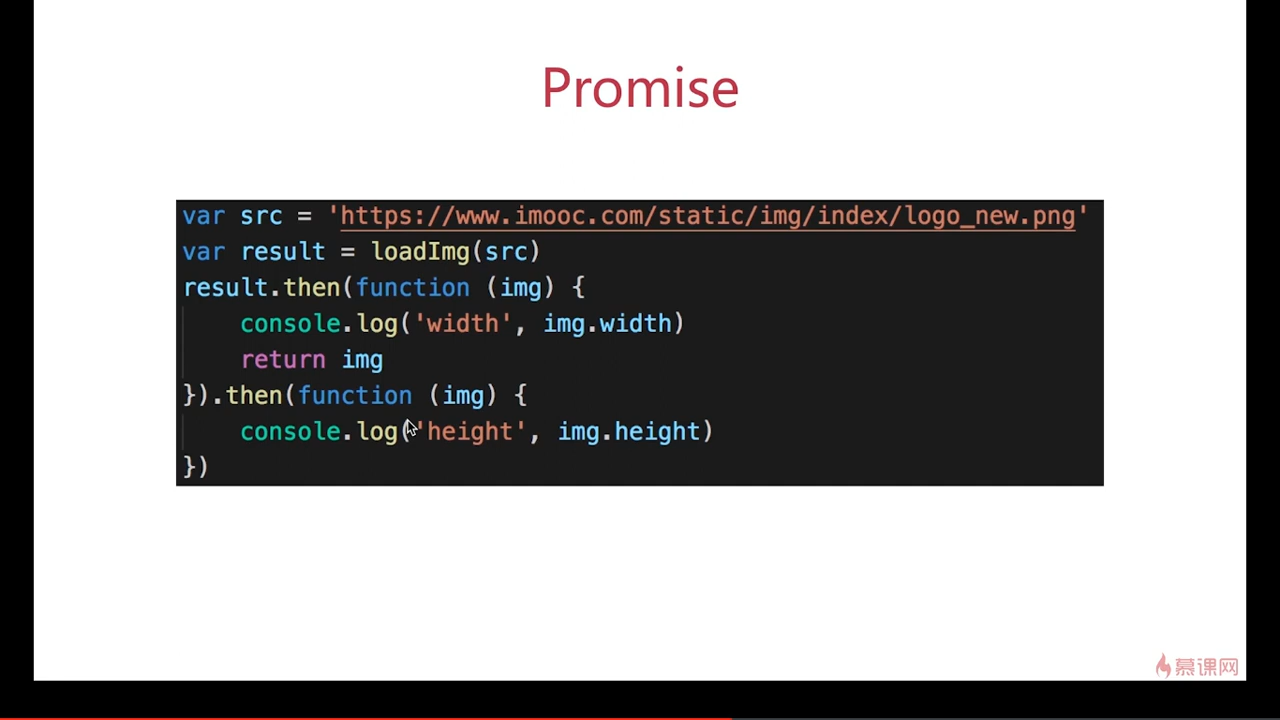 Promise
var src = 'https://www.imooc.com/static/img/index/logo_new.png'
var result = loadImg(src)
result.then(function (img) {
    console.log('width', img.width)
    return img
}).then(function (img) {
    console.log('height', img.height)
})
慕课网